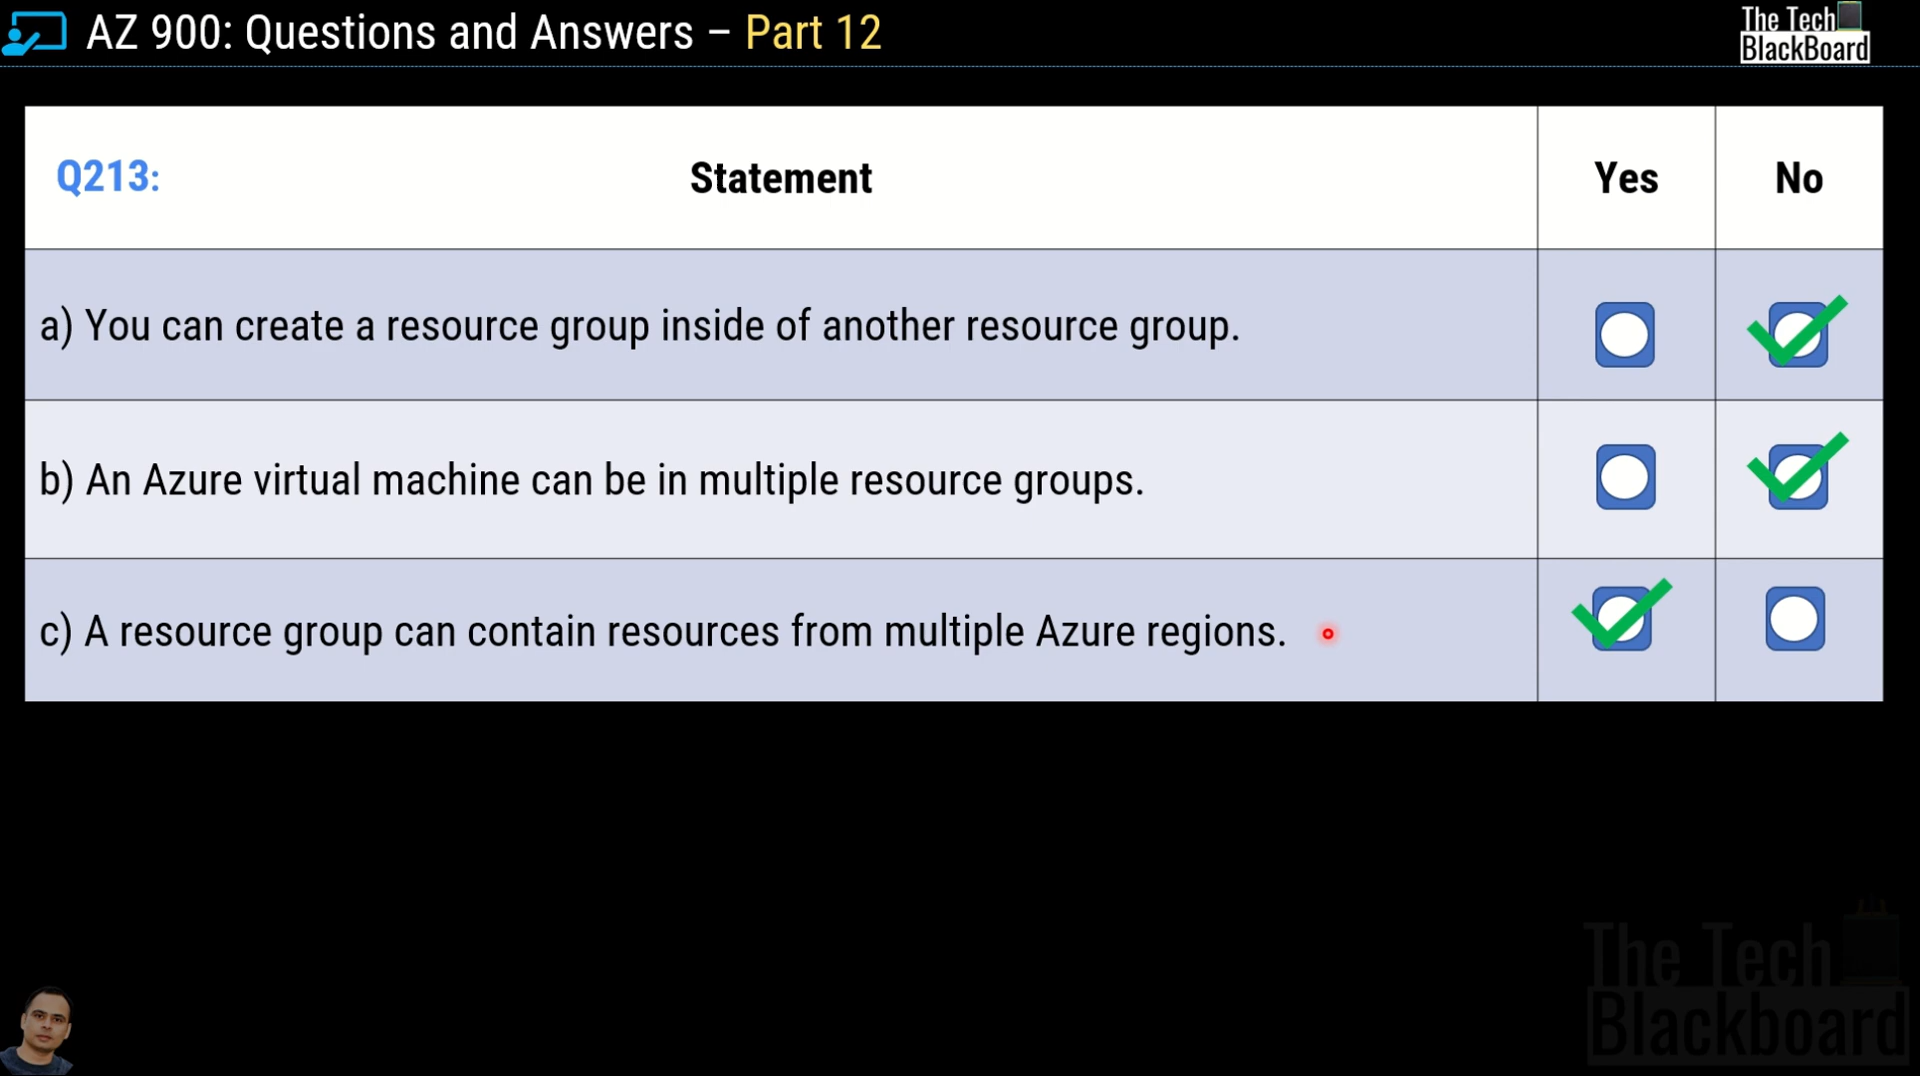 AZ 900: Questions and Answers – Part 12
The Tech
BlackBoard
Q213:
Statement
Yes
No
a) You can create a resource group inside of another resource group.
b) An Azure virtual machine can be in multiple resource groups.
c) A resource group can contain resources from multiple Azure regions.
The Tech
Blackboard